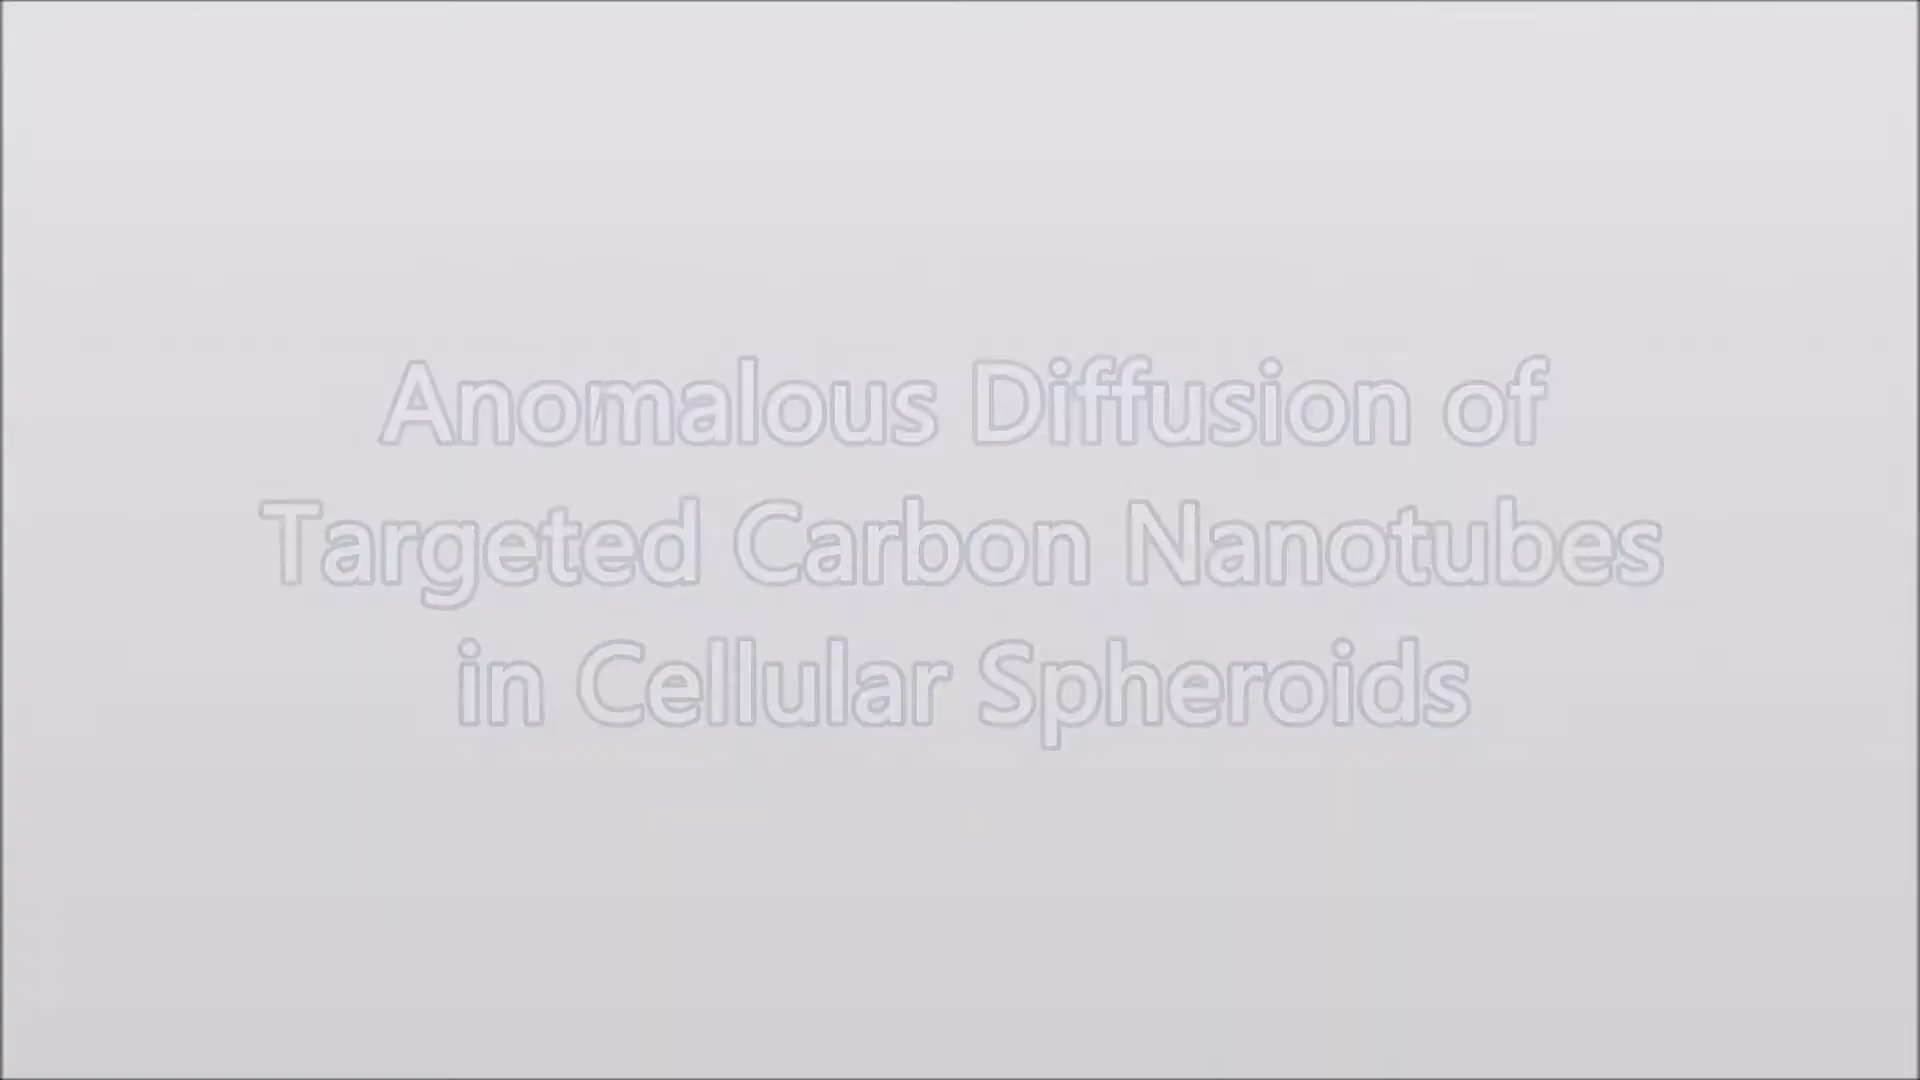 Anomalous Diffusion of
Targeted Carbon Nanotubes
in Cellular Spheroids